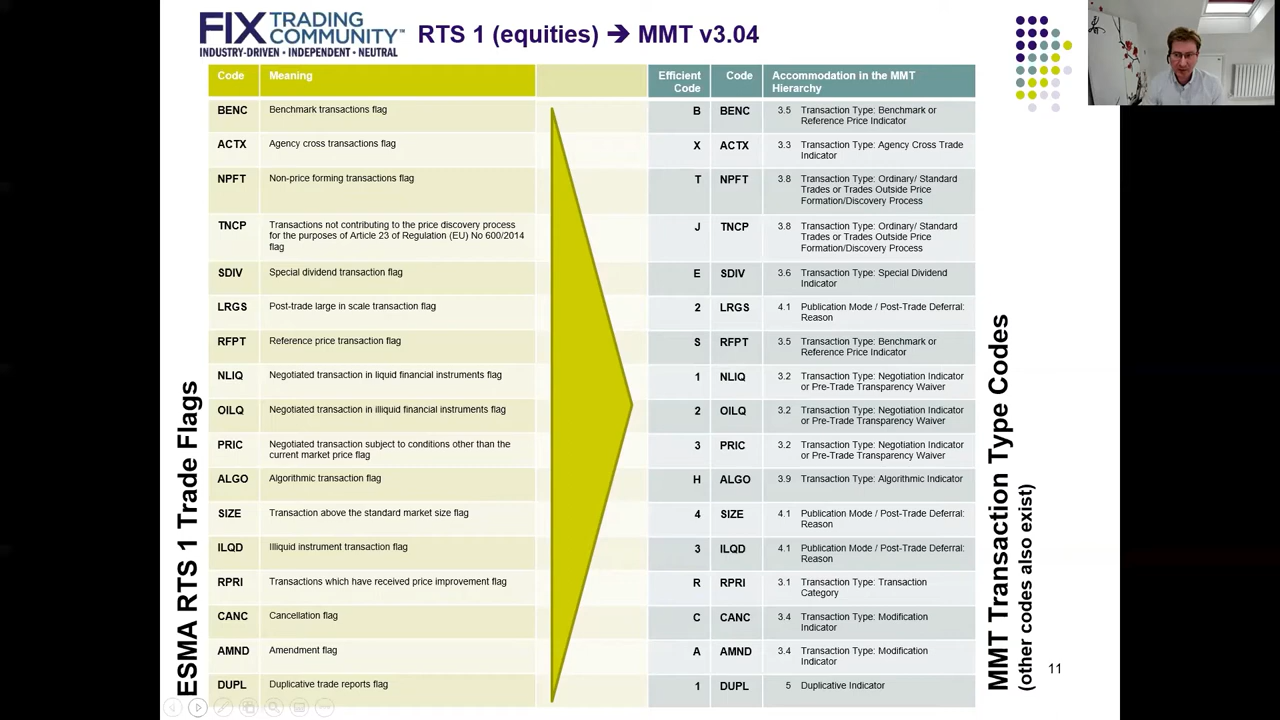 FIX TRADING COMMUNITY™
INDUSTRY-DRIVEN • INDEPENDENT • NEUTRAL
RTS 1 (equities) → MMT v3.04
Code Meaning
BENC Benchmark transactions flag
ACTX Agency cross transactions flag
NPFT Non-price forming transactions flag
TNCP Transactions not contributing to the price discovery process
for the purposes of Article 23 of Regulation (EU) No 600/2014
flag
SDIV Special dividend transaction flag
LRGS Post-trade large in scale transaction flag
RFPT Reference price transaction flag
NLIQ Negotiated transaction in liquid financial instruments flag
OILQ Negotiated transaction in illiquid financial instruments flag
PRIC Negotiated transaction subject to conditions other than the
current market price flag
ALGO Algorithmic transaction flag
SIZE Transaction above the standard market size flag
ILQD Illiquid instrument transaction flag
RPRI Transactions which have received price improvement flag
CANC Cancellation flag
AMND Amendment flag
DUPL Duplicative trade reports flag
Efficient
Code
Code
Accommodation in the MMT
Hierarchy
B BENC 3.5 Transaction Type: Benchmark or
Reference Price Indicator
X ACTX 3.3 Transaction Type: Agency Cross Trade
Indicator
T NPFT 3.8 Transaction Type: Ordinary/ Standard
Trades or Trades Outside Price
Formation/Discovery Process
J TNCP 3.8 Transaction Type: Ordinary/ Standard
Trades or Trades Outside Price
Formation/Discovery Process
E SDIV 3.6 Transaction Type: Special Dividend
Indicator
2 LRGS 4.1 Publication Mode / Post-Trade Deferral:
Reason
S RFPT 3.5 Transaction Type: Benchmark or
Reference Price Indicator
1 NLIQ 3.2 Transaction Type: Negotiation Indicator
or Pre-Trade Transparency Waiver
2 OILQ 3.2 Transaction Type: Negotiation Indicator
or Pre-Trade Transparency Waiver
3 PRIC 3.2 Transaction Type: Negotiation Indicator
or Pre-Trade Transparency Waiver
H ALGO 3.9 Transaction Type: Algorithmic Indicator
4 SIZE 4.1 Publication Mode / Post-Trade Deferral:
Reason
3 ILQD 4.1 Publication Mode / Post-Trade Deferral:
Reason
R RPRI 3.1 Transaction Type: Transaction
Category
C CANC 3.4 Transaction Type: Modification
Indicator
A AMND 3.4 Transaction Type: Modification
Indicator
1 DUPL 5 Duplicative Indicator
ESMA RTS 1 Trade Flags
MMT Transaction Type Codes
(other codes also exist)
11